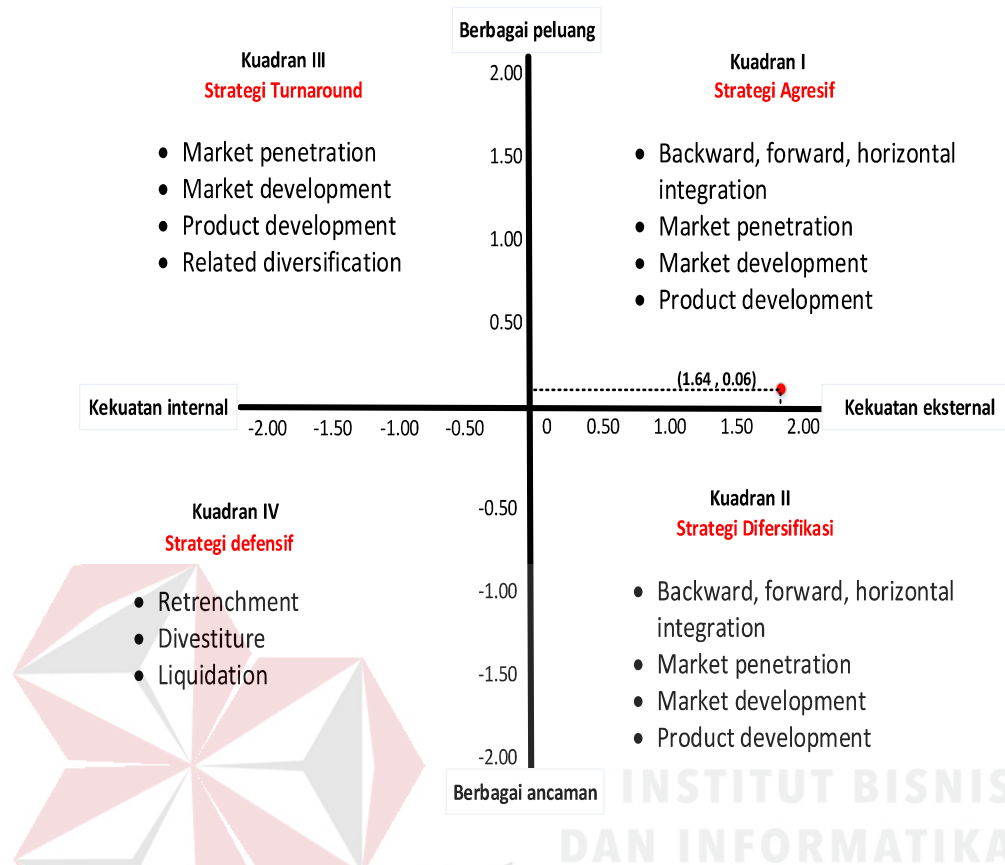 Berbagai peluang
Kuadran III
Strategi Turnaround
• Market penetration
• Market development
• Product development
• Related diversification
Kuadran I
Strategi Agresif
• Backward, forward, horizontal
integration
• Market penetration
• Market development
• Product development
2.00
1.50
1.00
0.50
(1.64 , 0.06)
Kekuatan internal
Kekuatan eksternal
-2.00 -1.50 -1.00 -0.50 0 0.50 1.00 1.50 2.00
-0.50
-1.00
-1.50
-2.00
Kuadran IV
Strategi defensif
• Retrenchment
• Divestiture
• Liquidation
Kuadran II
Strategi Difersifikasi
• Backward, forward, horizontal
integration
• Market penetration
• Market development
• Product development
Berbagai ancaman
INSTITUT BISNIS
DAN INFORMATIKA